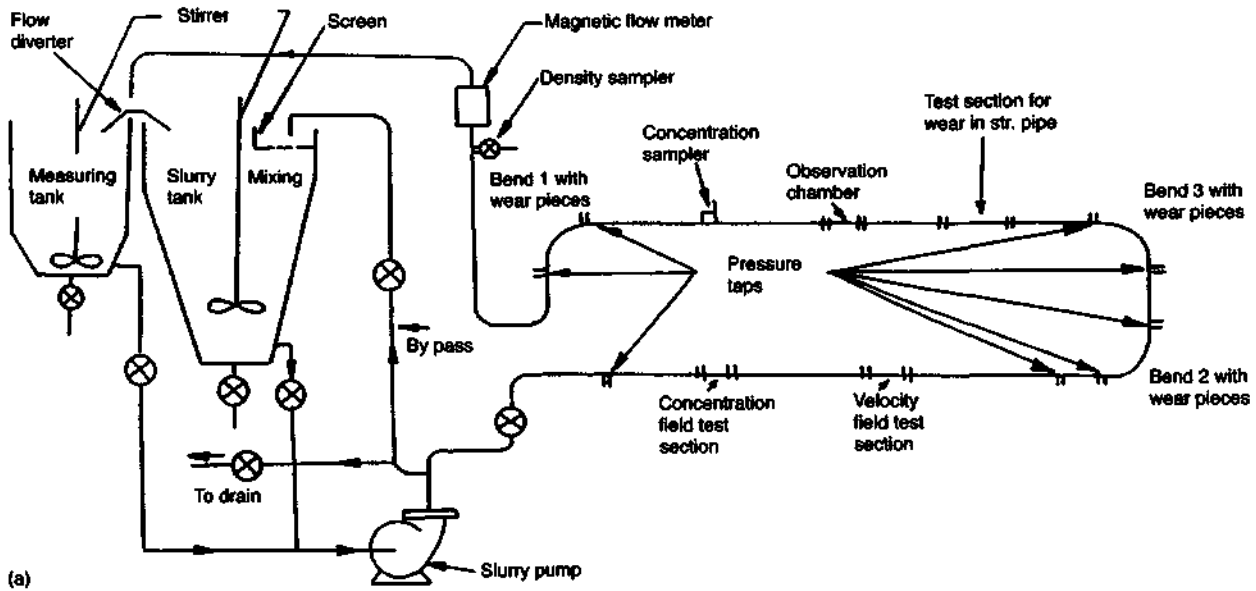 Flow
diverter
Stirrer
Screen
Magnetic flow meter
Density sampler
Test section for
wear in str. pipe
Concentration
sampler
Observation
chamber
Measuring
tank
Slurry
tank
Mixing
Bend 1 with
wear pieces
Bend 3 with
wear pieces
Pressure
taps
By pass
Bend 2 with
wear pieces
Concentration
field test
section
Velocity
field test
section
To drain
Slurry pump
(a)